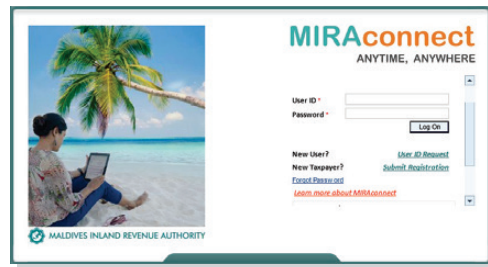 MIRAconnect
ANYTIME, ANYWHERE
User ID *
Password *
Log On
New User? User ID Request
New Taxpayer? Submit Registration
Forgot Password
Learn more about MIRAconnect
MALDIVES INLAND REVENUE AUTHORITY